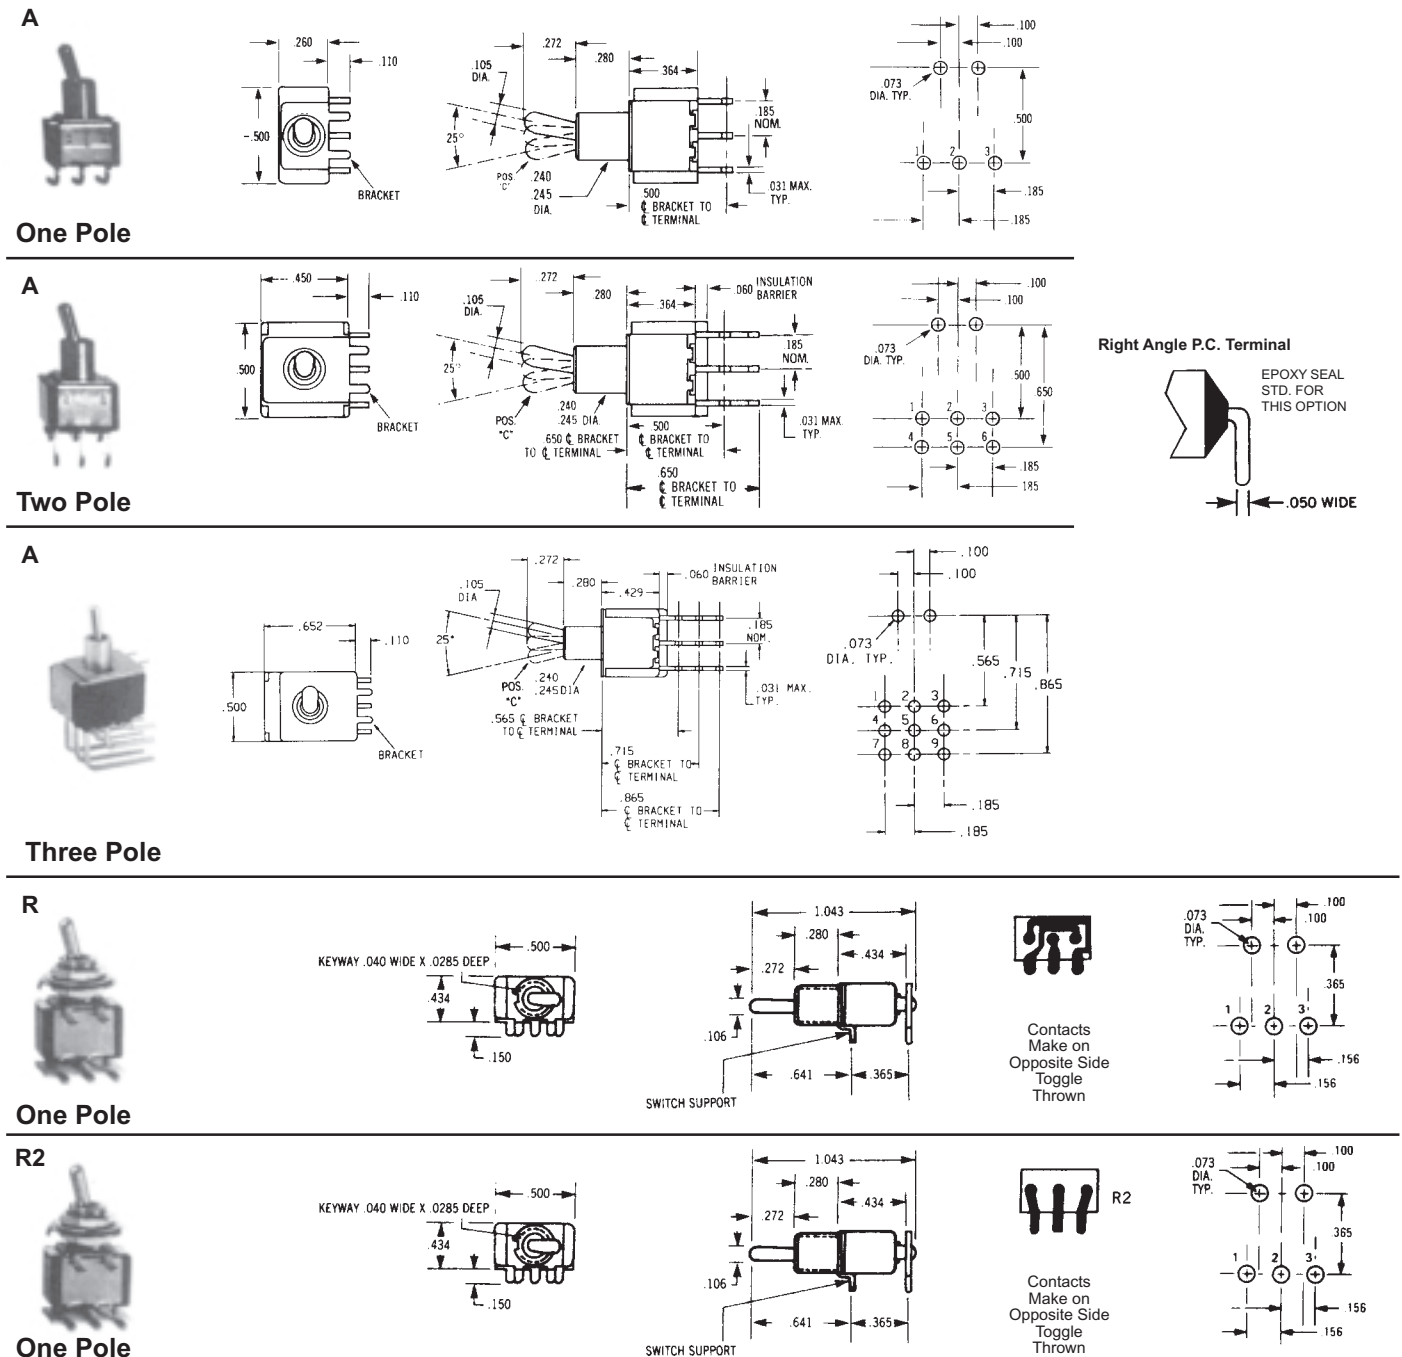 A
One Pole
.260
.110
.500
BRACKET
.272
.280
.105
DIA.
.364
25°
POS.
"C"
.240
.245
DIA.
.185
NOM.
.031 MAX.
TYP.
.500
℄ BRACKET TO
℄ TERMINAL
.100
.100
.073
DIA. TYP.
.500
1 2 3
.185
.185
A
Two Pole
.450
.110
.500
BRACKET
.272
.280
.105
DIA.
.364
.060 INSULATION
BARRIER
25°
POS.
"C"
.240
.245 DIA.
.185
NOM.
.031 MAX.
TYP.
.650 ℄ BRACKET
TO ℄ TERMINAL
500
℄ BRACKET TO
℄ TERMINAL
.650
℄ BRACKET TO
℄ TERMINAL
.100
.100
.073
DIA. TYP.
.500
.650
1 2 3
4 5 6
.185
.185
Right Angle P.C. Terminal
EPOXY SEAL
STD. FOR
THIS OPTION
.050 WIDE
A
Three Pole
.652
.110
.500
BRACKET
.272
.280
.105
DIA
.429
.060 INSULATION
BARRIER
25°
POS.
"C"
.240
.245DIA
.185
NOM.
.031 MAX.
TYP.
.565 ℄ BRACKET
TO ℄ TERMINAL
.715
℄ BRACKET TO
℄ TERMINAL
.865
℄ BRACKET TO
℄ TERMINAL
.100
.100
.073
DIA. TYP.
.565
.715
.865
1 2 3
4 5 6
7 8 9
.185
.185
R
One Pole
.500
KEYWAY .040 WIDE X .0285 DEEP
.434
.150
1.043
.280
.434
.272
.106
.641
.365
SWITCH SUPPORT
Contacts
Make on
Opposite Side
Toggle
Thrown
.100
.100
.073
DIA.
TYP.
.365
1 2 3
.156
.156
R2
One Pole
.500
KEYWAY .040 WIDE X .0285 DEEP
.434
.150
1.043
.280
.434
.272
.106
.641
.365
SWITCH SUPPORT
R2
Contacts
Make on
Opposite Side
Toggle
Thrown
.100
.100
.073
DIA.
TYP.
.365
1 2 3
.156
.156